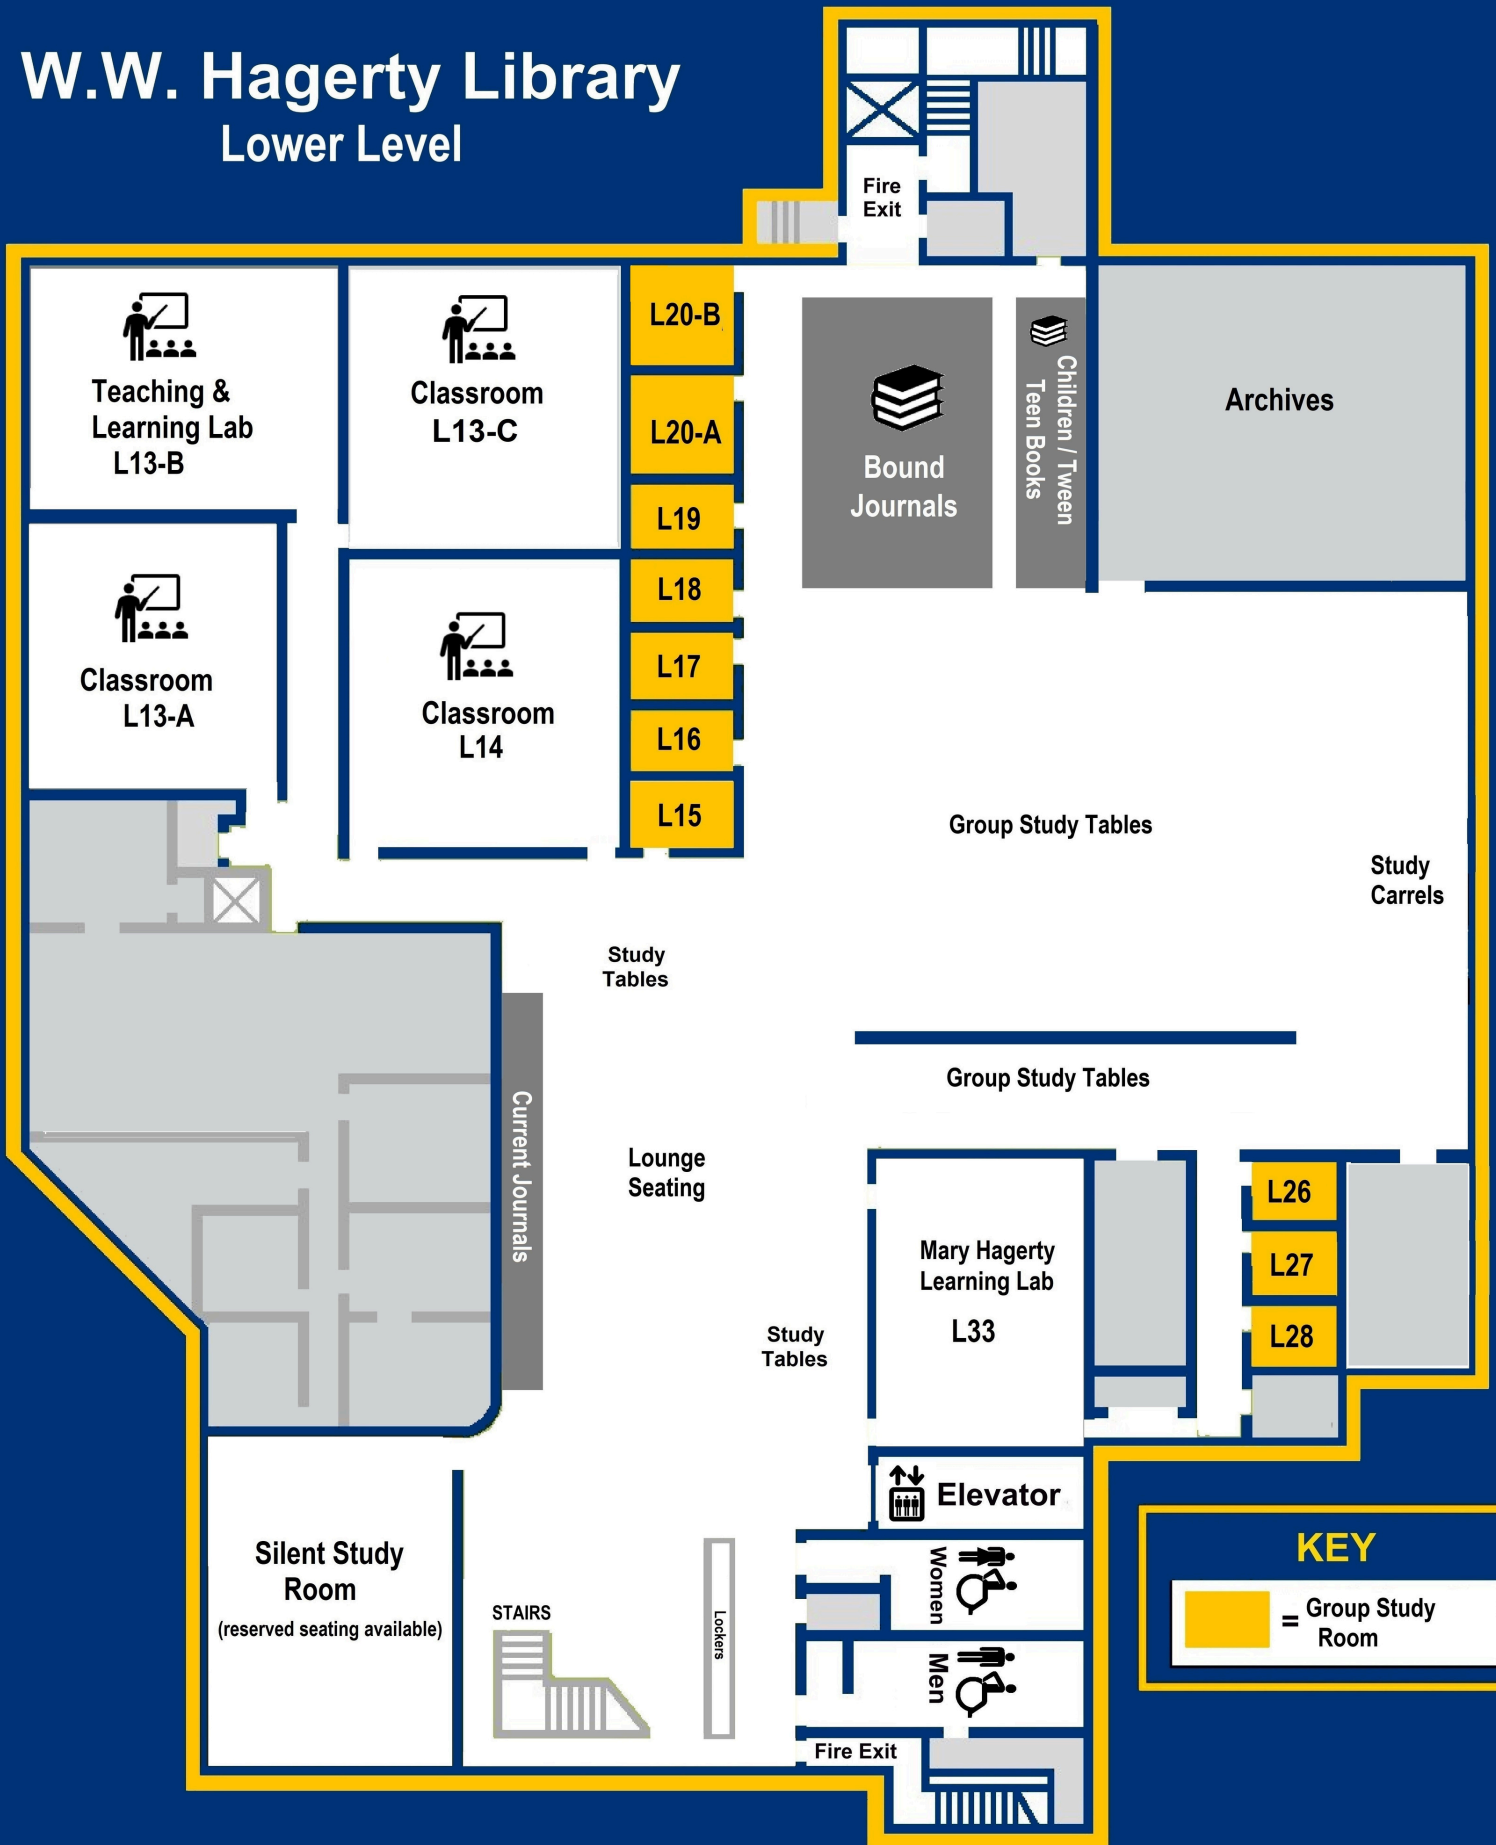 W.W. Hagerty Library
Lower Level
Fire
Exit
Teaching &
Learning Lab
L13-B
Classroom
L13-C
L20-B
L20-A
L19
L18
L17
L16
L15
Bound
Journals
Children / Tween
Teen Books
Archives
Classroom
L13-A
Classroom
L14
Group Study Tables
Study
Carrels
Study
Tables
Group Study Tables
Current Journals
Lounge
Seating
Mary Hagerty
Learning Lab
L33
L26
L27
L28
Study
Tables
Elevator
Silent Study
Room
(reserved seating available)
STAIRS
Lockers
Women
Men
Fire Exit
KEY
= Group Study
Room